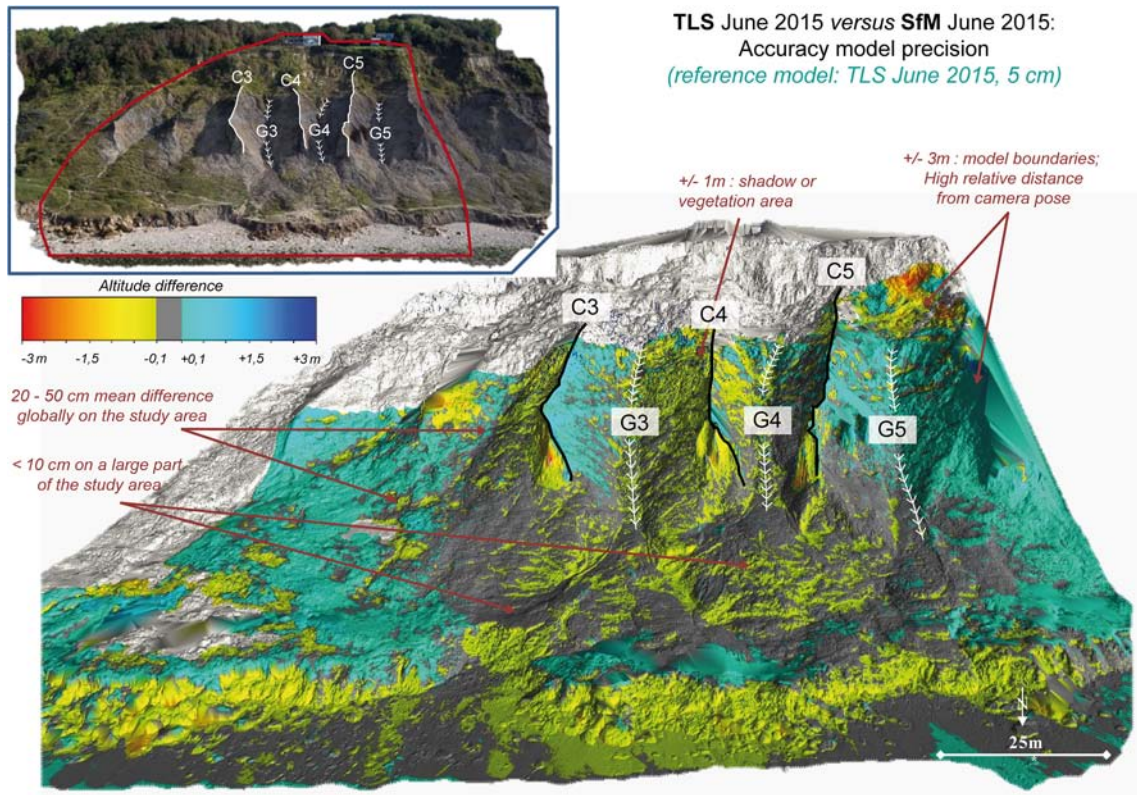 TLS June 2015 versus SfM June 2015:
Accuracy model precision
(reference model: TLS June 2015, 5 cm)
C3
C4
C5
G3
G4
G5
+/- 1m : shadow or
vegetation area
+/- 3m : model boundaries;
High relative distance
from camera pose
Altitude difference
-3 m
-1,5
-0,1
+0,1
+1,5
+3 m
20 - 50 cm mean difference
globally on the study area
< 10 cm on a large part
of the study area
C3
C4
C5
G3
G4
G5
N
25m